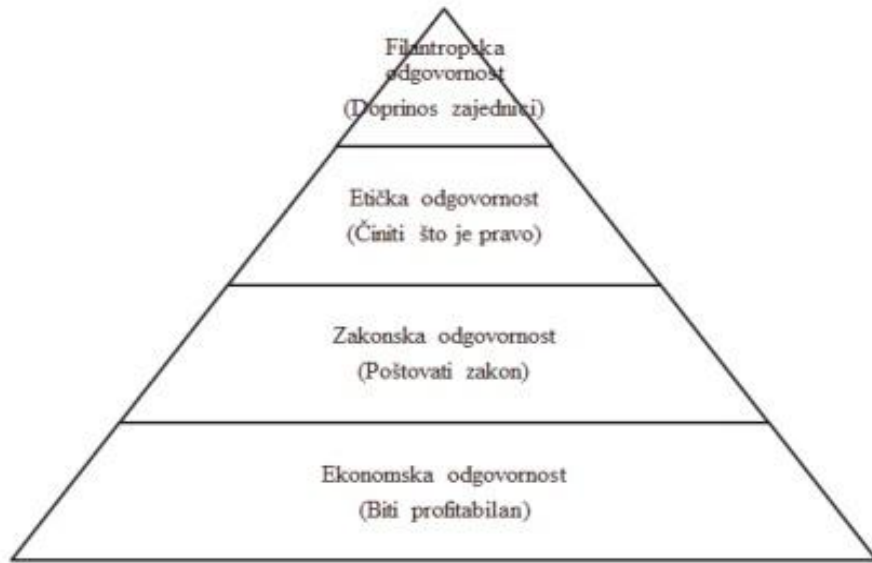 Filantropska
odgovornost
(Doprinos zajednici)
Etička odgovornost
(Činiti što je pravo)
Zakonska odgovornost
(Poštovati zakon)
Ekonomska odgovornost
(Biti profitabilan)